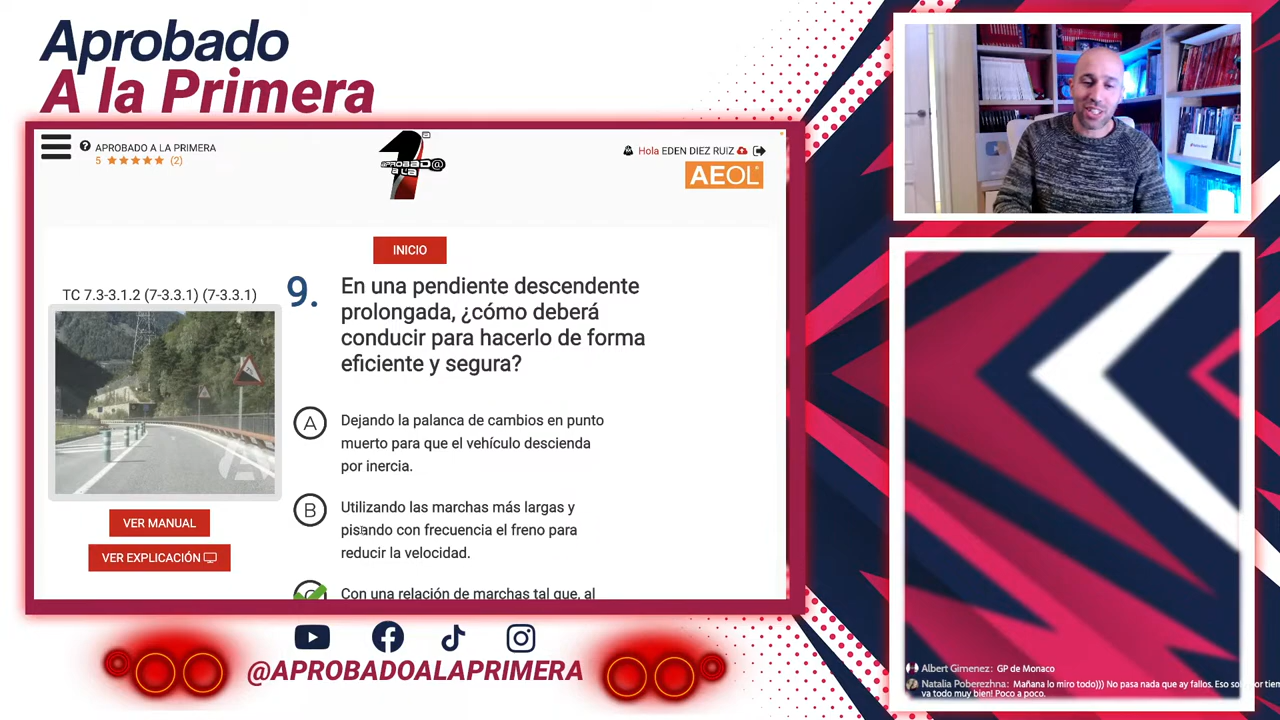 Aprobado
A la Primera
APROBADO A LA PRIMERA
5 ★★★★★ (2)
APROBAD@
A LA
Hola EDEN DIEZ RUIZ
AEOL
INICIO
TC 7.3-3.1.2 (7-3.3.1) (7-3.3.1)
9. En una pendiente descendente
prolongada, ¿cómo deberá
conducir para hacerlo de forma
eficiente y segura?
A Dejando la palanca de cambios en punto
muerto para que el vehículo descienda
por inercia.
B Utilizando las marchas más largas y
pisando con frecuencia el freno para
reducir la velocidad.
Con una relación de marchas tal que, al
VER MANUAL
VER EXPLICACIÓN
@APROBADOALAPRIMERA
Albert Gimenez: GP de Monaco
Natalia Poberezhna: Mañana lo miro todo))) No pasa nada que ay fallos. Eso solo por tiem
va todo muy bien! Poco a poco.